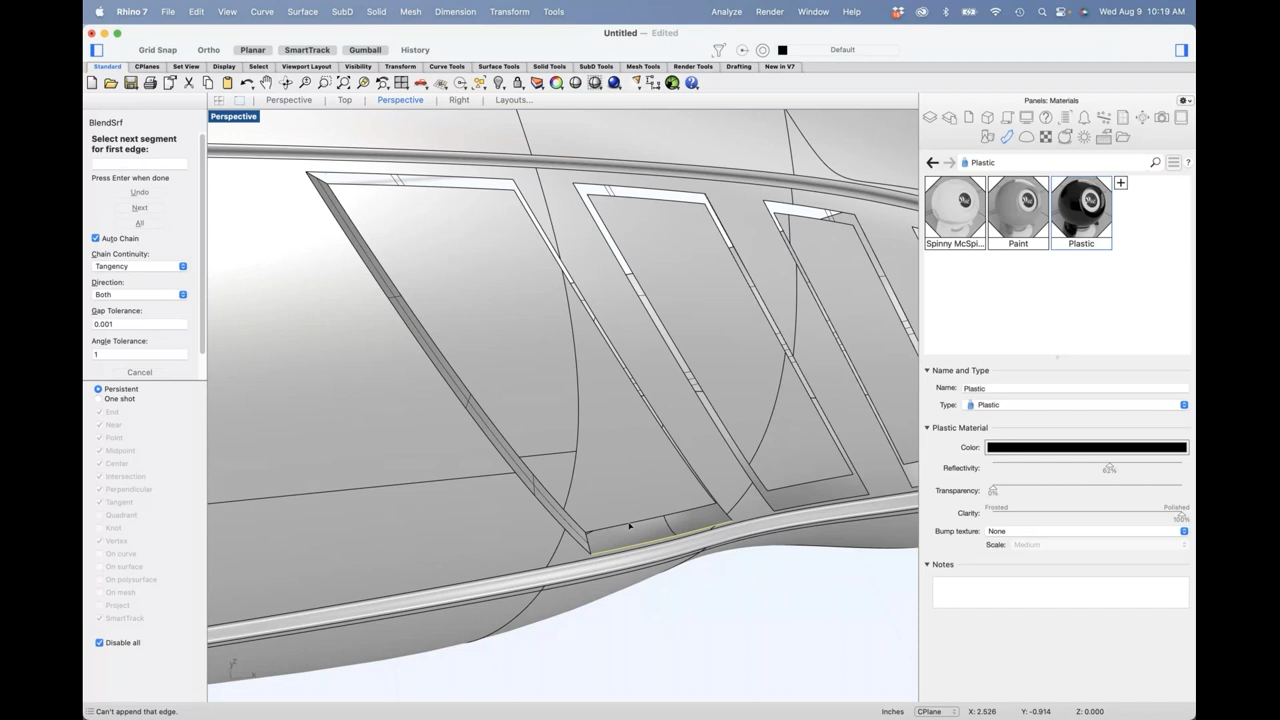 Rhino 7 File Edit View Curve Surface SubD Solid Mesh Dimension Transform Tools Analyze Render Window Help Wed Aug 9 10:19 AM
Untitled — Edited
Grid Snap Ortho Planar SmartTrack Gumball History Default
Standard CPlanes Set View Display Select Viewport Layout Visibility Transform Curve Tools Surface Tools Solid Tools SubD Tools Mesh Tools Render Tools Drafting New in V7
Perspective Top Perspective Right Layouts...
Perspective
BlendSrf
Select next segment
for first edge:
Press Enter when done
Undo
Next
All
Auto Chain
Chain Continuity:
Tangency
Direction:
Both
Gap Tolerance:
0.001
Angle Tolerance:
1
Cancel
Persistent
One shot
End
Near
Point
Midpoint
Center
Intersection
Perpendicular
Tangent
Quadrant
Knot
Vertex
On curve
On surface
On polysurface
On mesh
Project
SmartTrack
Disable all
Panels: Materials
Plastic
?
Spinny McSpi... Paint Plastic
Name and Type
Name: Plastic
Type: Plastic
Plastic Material
Color:
Reflectivity:
62%
Transparency:
0%
Clarity: Frosted Polished
100%
Bump texture: None
Scale: Medium
Notes
Can't append that edge.
Inches CPlane X: 2.526 Y: -0.914 Z: 0.000